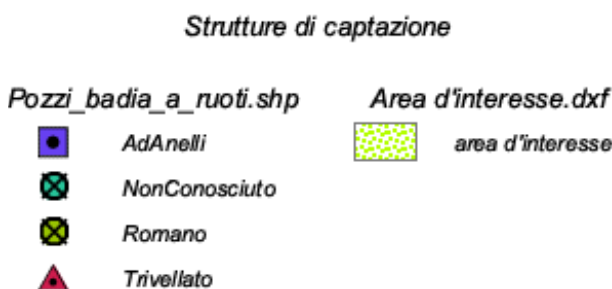 Strutture di captazione
Pozzi_badia_a_ruoti.shp
AdAnelli
NonConosciuto
Romano
Trivellato
Area d'interesse.dxf
area d'interesse